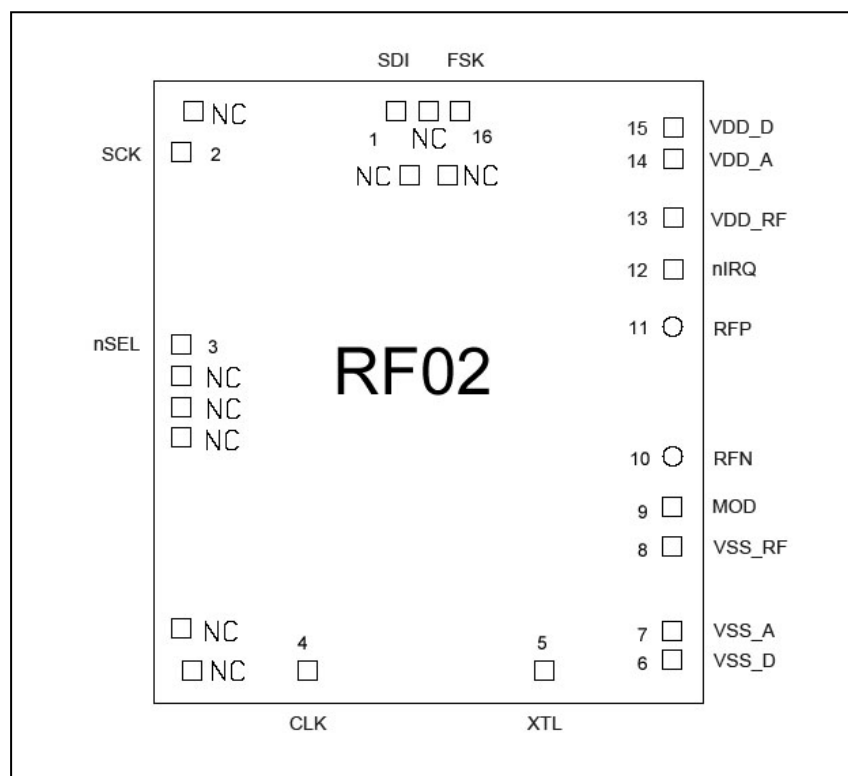 SDI FSK
NC
1 NC 16
15 VDD_D
SCK 2
14 VDD_A
NC NC
13 VDD_RF
12 nIRQ
11 RFP
nSEL 3
NC
NC
NC
RF02
10 RFN
9 MOD
8 VSS_RF
NC
7 VSS_A
6 VSS_D
NC
4
5
CLK XTL